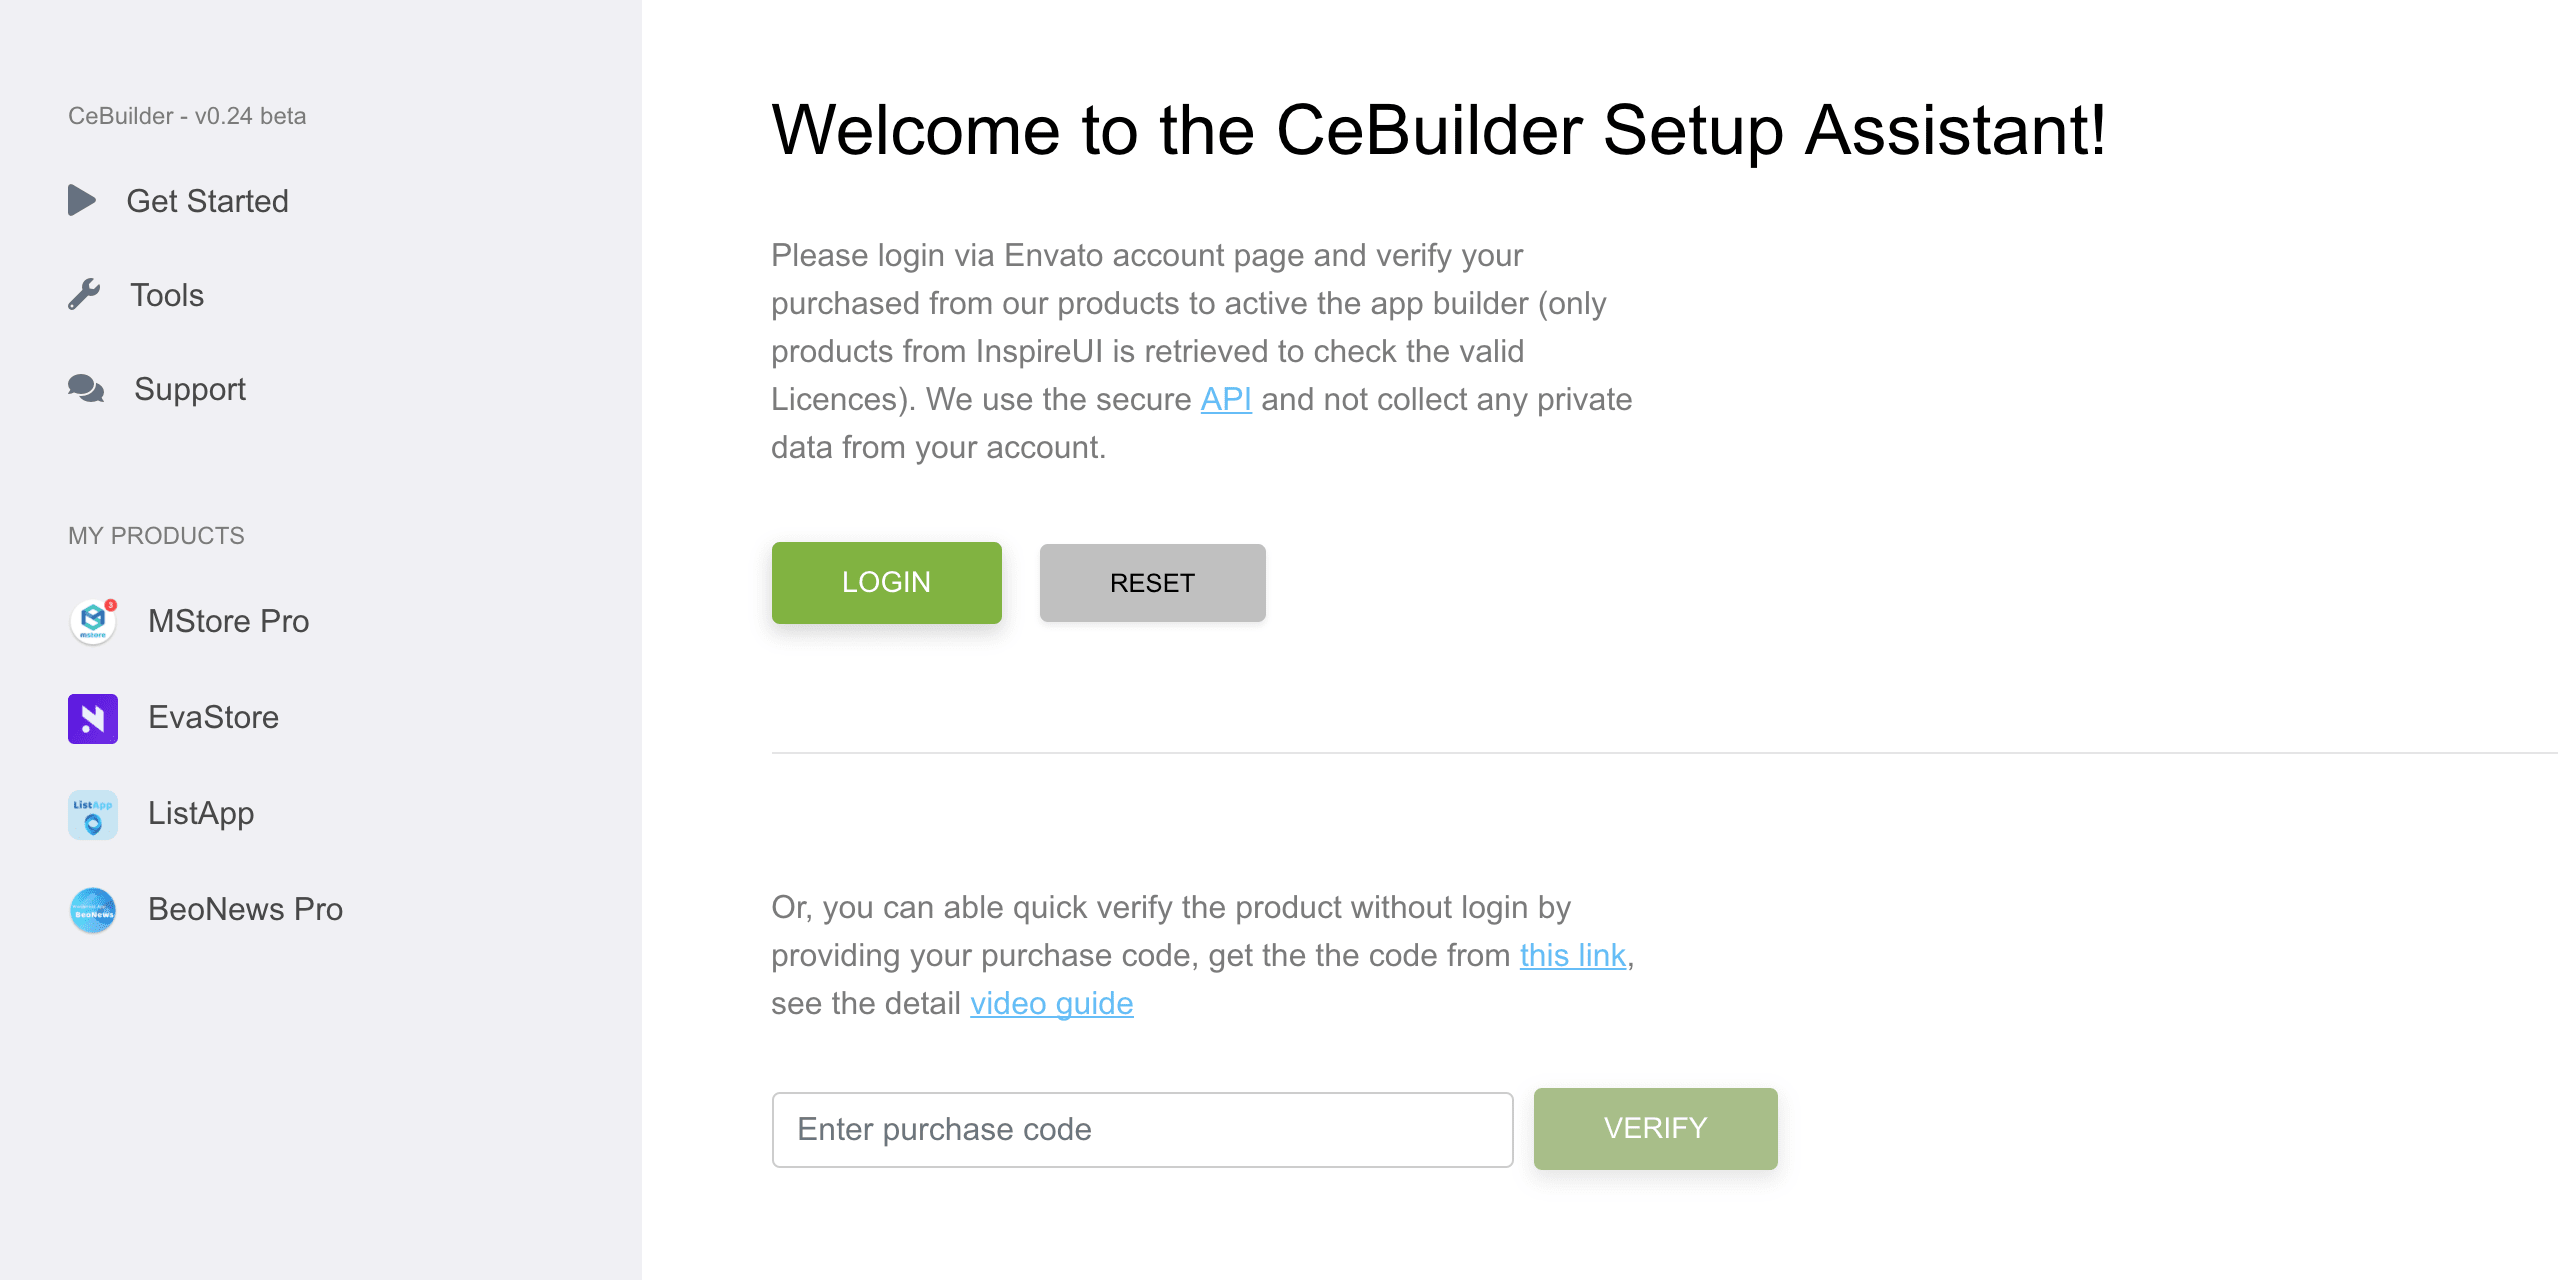 CeBuilder - v0.24 beta
Get Started
Tools
Support
MY PRODUCTS
3
mstore
MStore Pro
EvaStore
ListApp
ListApp
BeoNews
BeoNews Pro
Welcome to the CeBuilder Setup Assistant!
Please login via Envato account page and verify your
purchased from our products to active the app builder (only
products from InspireUI is retrieved to check the valid
Licences). We use the secure API and not collect any private
data from your account.
LOGIN
RESET
Or, you can able quick verify the product without login by
providing your purchase code, get the the code from this link,
see the detail video guide
Enter purchase code
VERIFY